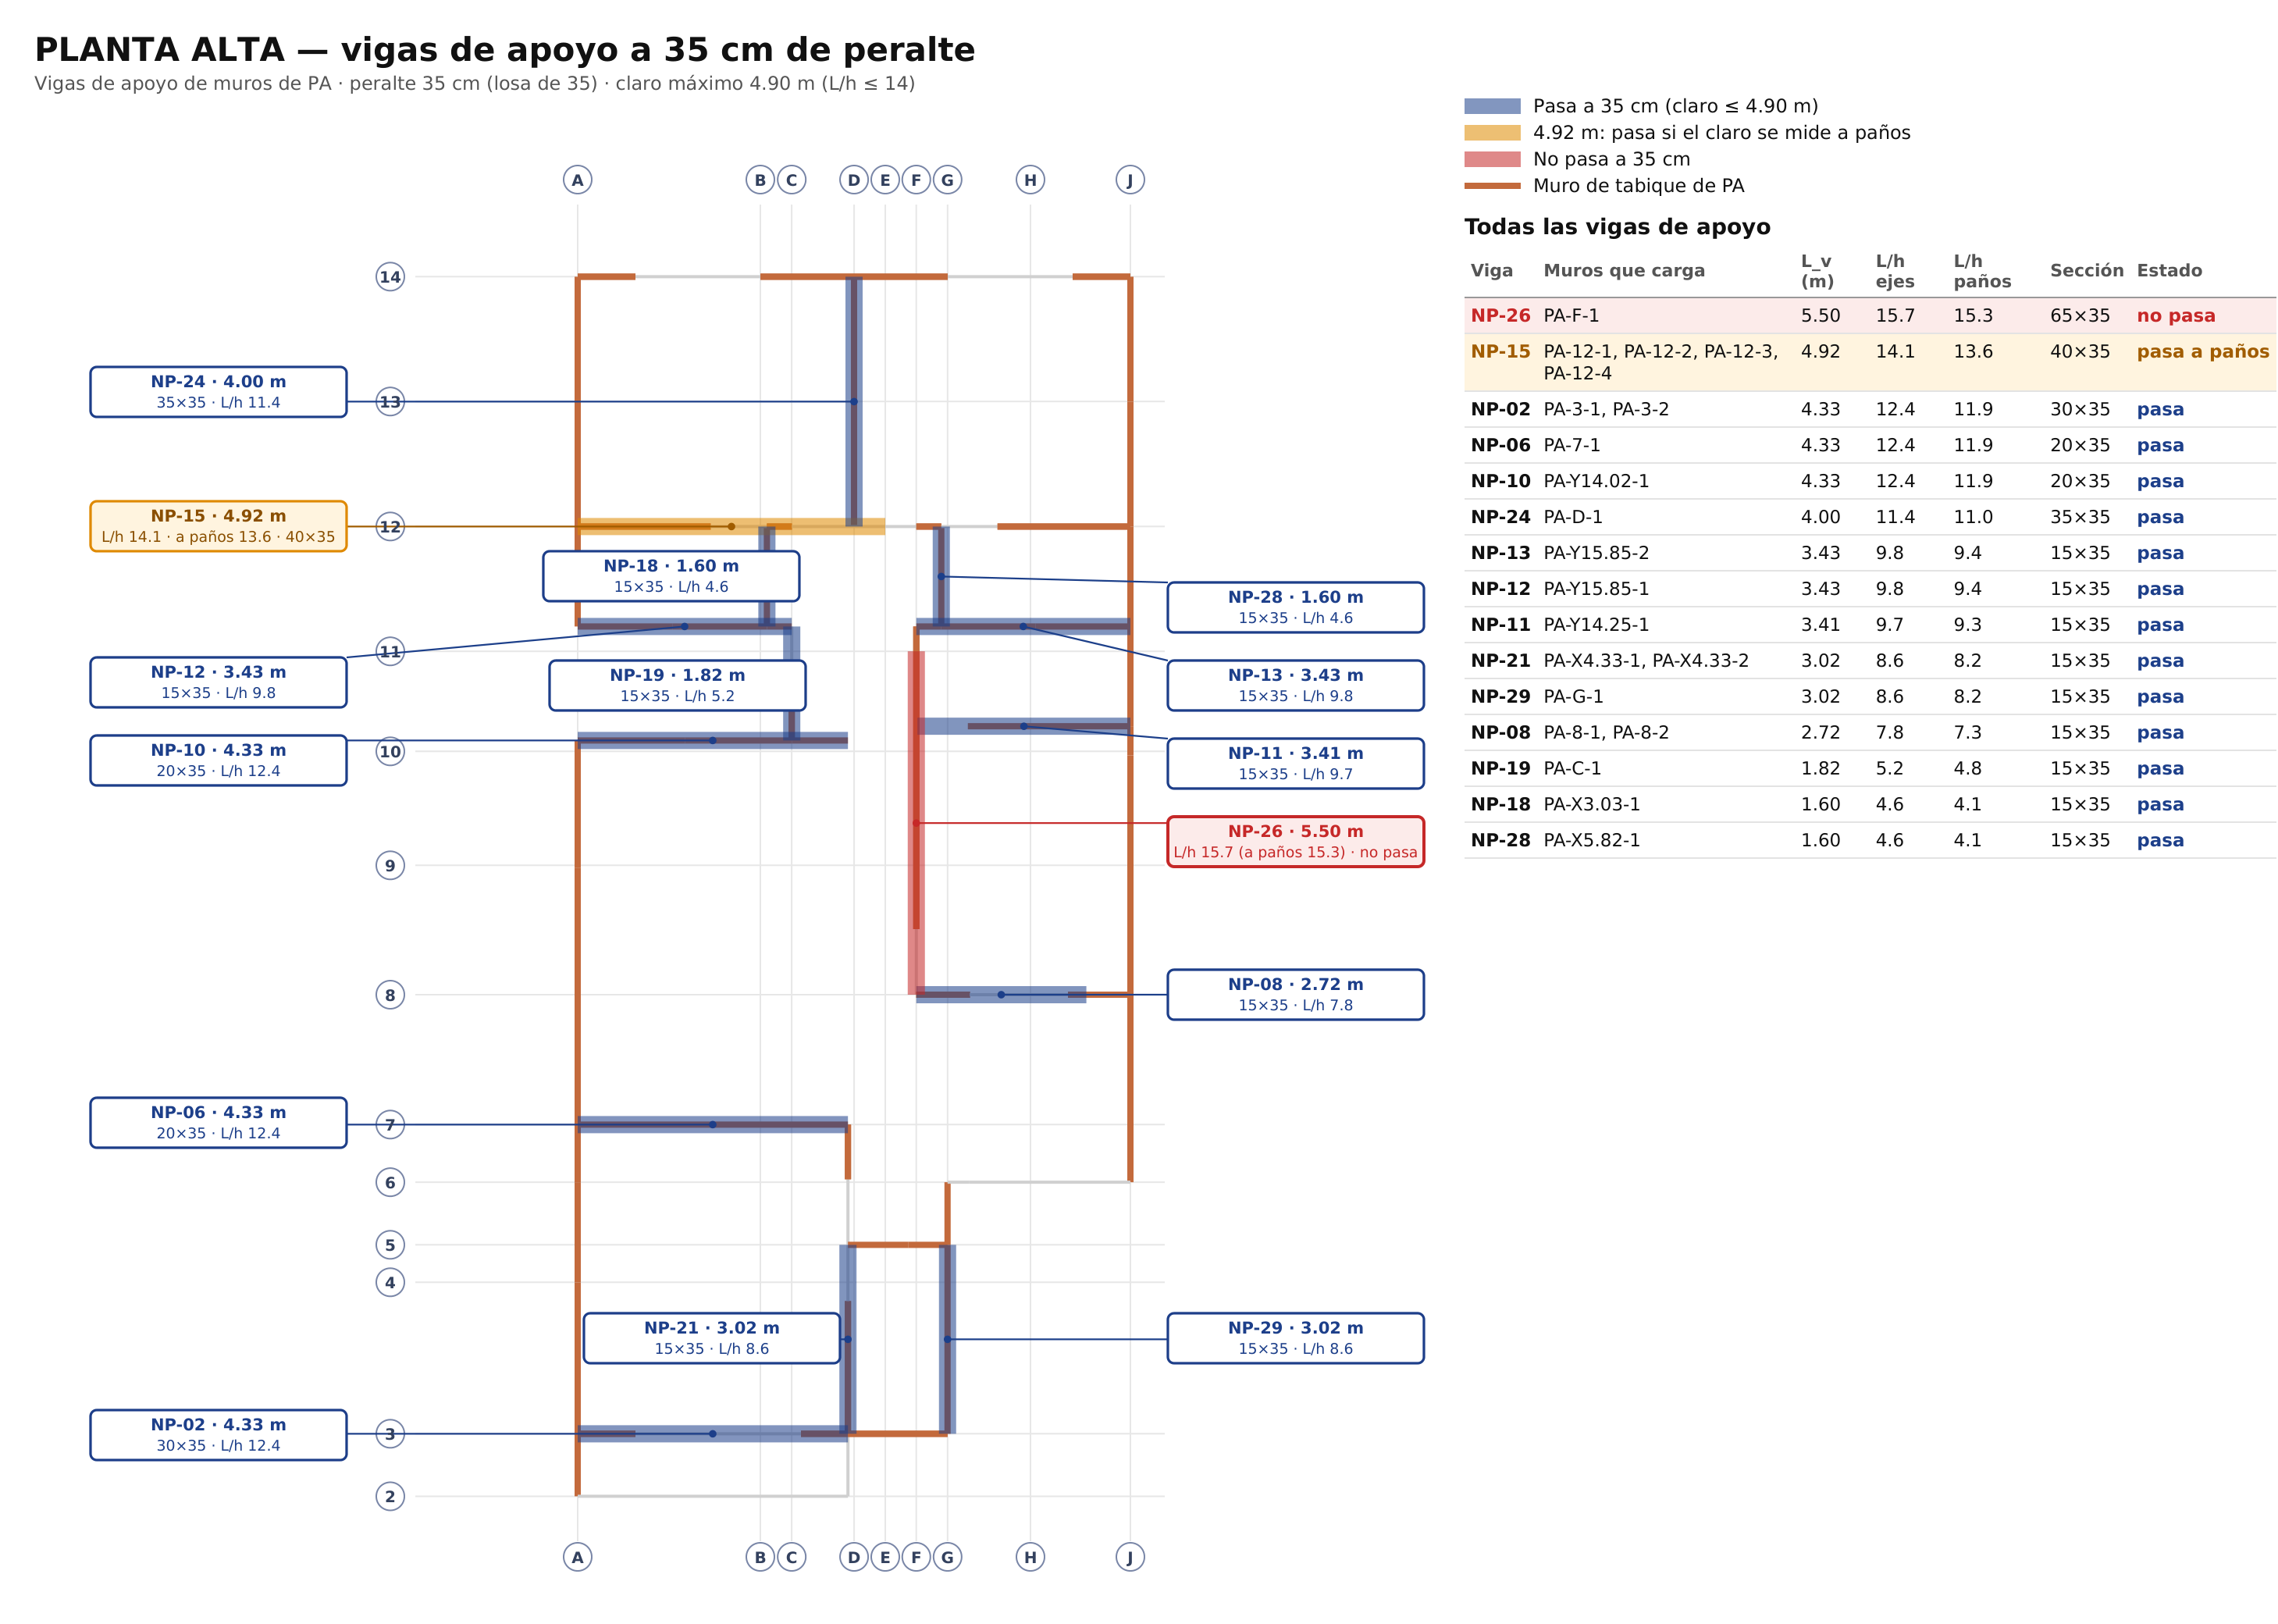 PLANTA ALTA — vigas de apoyo a 35 cm de peralte
Vigas de apoyo de muros de PA · peralte 35 cm (losa de 35) · claro máximo 4.90 m (L/h ≤ 14)
Pasa a 35 cm (claro ≤ 4.90 m)
4.92 m: pasa si el claro se mide a paños
No pasa a 35 cm
Muro de tabique de PA
A B C D E F G H J
14
NP-24 · 4.00 m
35×35 · L/h 11.4
13
NP-15 · 4.92 m
L/h 14.1 · a paños 13.6 · 40×35
12
NP-18 · 1.60 m
15×35 · L/h 4.6
NP-28 · 1.60 m
15×35 · L/h 4.6
11
NP-12 · 3.43 m
15×35 · L/h 9.8
NP-19 · 1.82 m
15×35 · L/h 5.2
NP-13 · 3.43 m
15×35 · L/h 9.8
NP-10 · 4.33 m
20×35 · L/h 12.4
10
NP-11 · 3.41 m
15×35 · L/h 9.7
NP-26 · 5.50 m
L/h 15.7 (a paños 15.3) · no pasa
9
8
NP-08 · 2.72 m
15×35 · L/h 7.8
NP-06 · 4.33 m
20×35 · L/h 12.4
7
6
5
4
NP-21 · 3.02 m
15×35 · L/h 8.6
NP-29 · 3.02 m
15×35 · L/h 8.6
NP-02 · 4.33 m
30×35 · L/h 12.4
3
2
A B C D E F G H J
Todas las vigas de apoyo
Viga Muros que carga L_v (m) L/h ejes L/h paños Sección Estado
NP-26 PA-F-1 5.50 15.7 15.3 65×35 no pasa
NP-15 PA-12-1, PA-12-2, PA-12-3, 4.92 14.1 13.6 40×35 pasa a paños
PA-12-4
NP-02 PA-3-1, PA-3-2 4.33 12.4 11.9 30×35 pasa
NP-06 PA-7-1 4.33 12.4 11.9 20×35 pasa
NP-10 PA-Y14.02-1 4.33 12.4 11.9 20×35 pasa
NP-24 PA-D-1 4.00 11.4 11.0 35×35 pasa
NP-13 PA-Y15.85-2 3.43 9.8 9.4 15×35 pasa
NP-12 PA-Y15.85-1 3.43 9.8 9.4 15×35 pasa
NP-11 PA-Y14.25-1 3.41 9.7 9.3 15×35 pasa
NP-21 PA-X4.33-1, PA-X4.33-2 3.02 8.6 8.2 15×35 pasa
NP-29 PA-G-1 3.02 8.6 8.2 15×35 pasa
NP-08 PA-8-1, PA-8-2 2.72 7.8 7.3 15×35 pasa
NP-19 PA-C-1 1.82 5.2 4.8 15×35 pasa
NP-18 PA-X3.03-1 1.60 4.6 4.1 15×35 pasa
NP-28 PA-X5.82-1 1.60 4.6 4.1 15×35 pasa